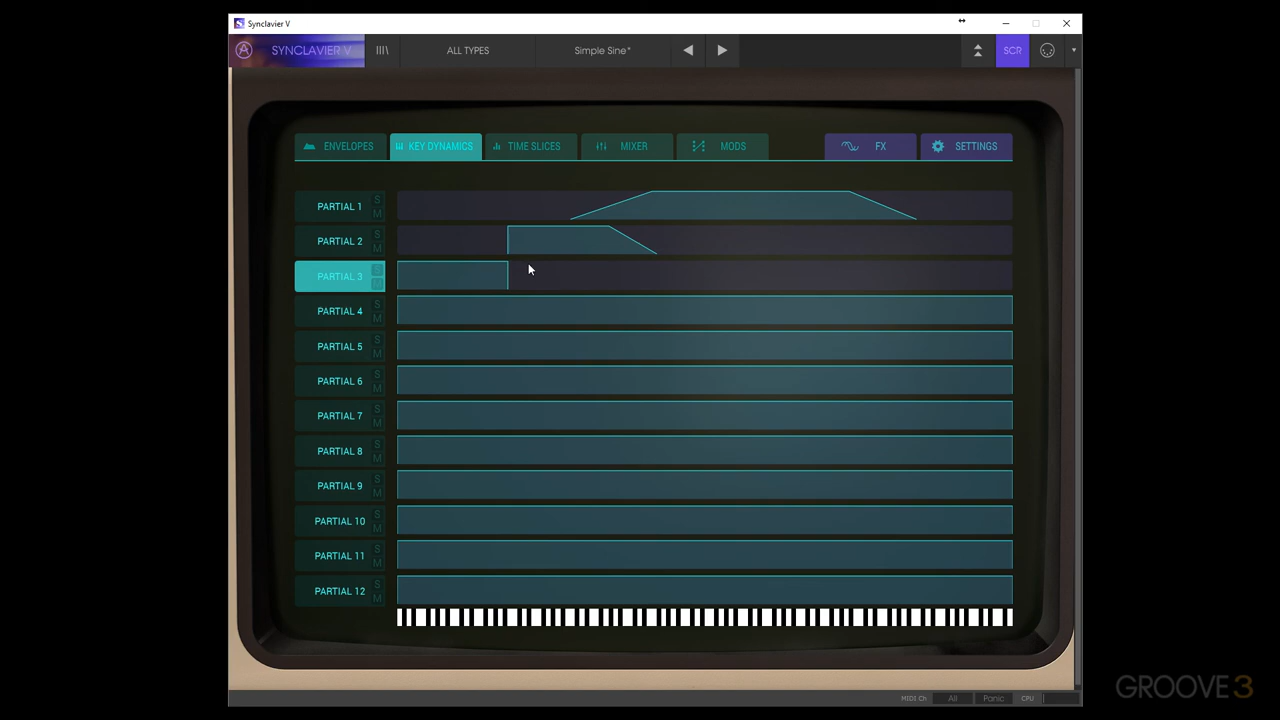 Synclavier V
SYNCLAVIER V
ALL TYPES
Simple Sine*
SCR
ENVELOPES
KEY DYNAMICS
TIME SLICES
MIXER
MODS
FX
SETTINGS
PARTIAL 1
S
M
PARTIAL 2
S
M
PARTIAL 3
S
M
PARTIAL 4
S
M
PARTIAL 5
S
M
PARTIAL 6
S
M
PARTIAL 7
S
M
PARTIAL 8
S
M
PARTIAL 9
S
M
PARTIAL 10
S
M
PARTIAL 11
S
M
PARTIAL 12
S
M
MIDI Ch
All
Panic
CPU
GROOVE3